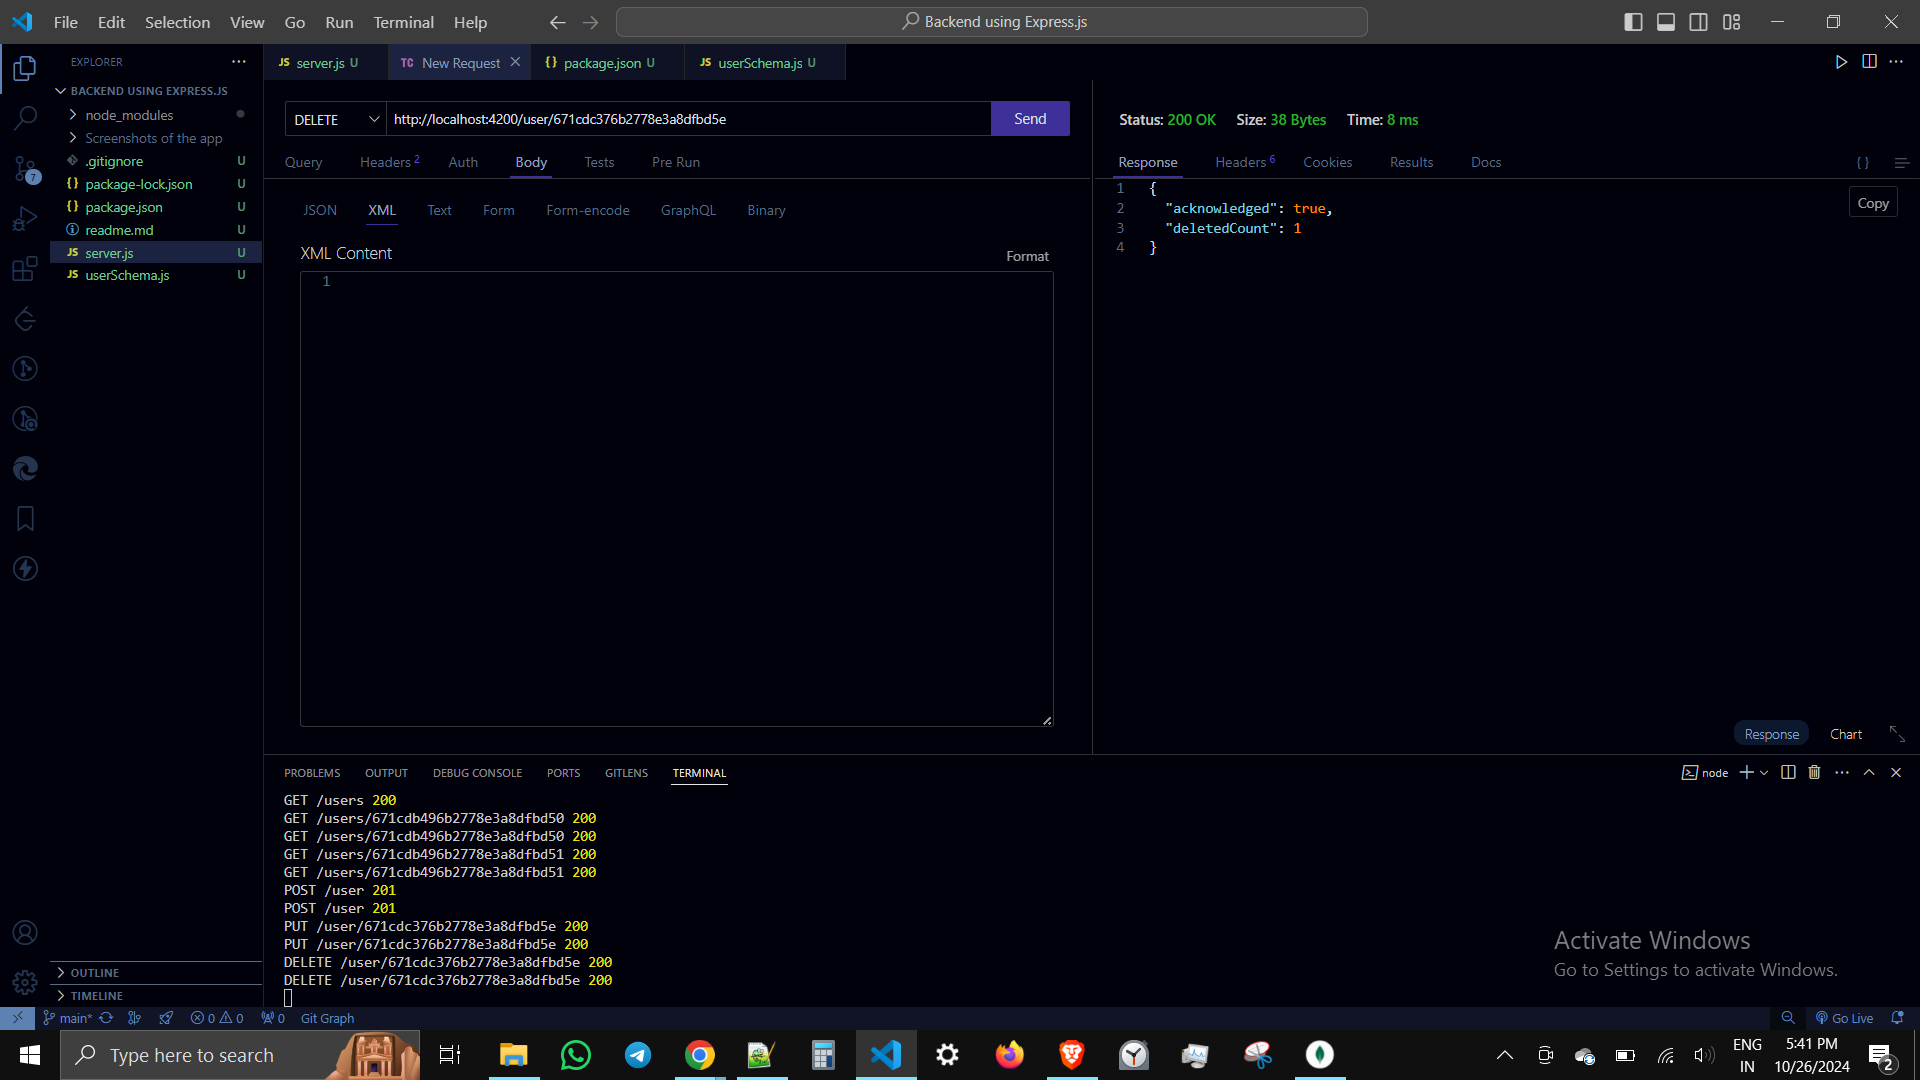 File Edit Selection View Go Run Terminal Help
Backend using Express.js
EXPLORER
BACKEND USING EXPRESS.JS
node_modules
Screenshots of the app
.gitignore U
{} package-lock.json U
{} package.json U
readme.md U
JS server.js U
JS userSchema.js U
7
OUTLINE
TIMELINE
JS server.js U
TC New Request
{} package.json U
JS userSchema.js U
DELETE http://localhost:4200/user/671cdc376b2778e3a8dfbd5e Send
Query Headers 2 Auth Body Tests Pre Run
JSON XML Text Form Form-encode GraphQL Binary
XML Content
Format
1
Status: 200 OK Size: 38 Bytes Time: 8 ms
Response Headers 6 Cookies Results Docs {}
Copy
1 {
2 "acknowledged": true,
3 "deletedCount": 1
4 }
Response Chart
PROBLEMS OUTPUT DEBUG CONSOLE PORTS GITLENS TERMINAL
node
GET /users 200
GET /users/671cdb496b2778e3a8dfbd50 200
GET /users/671cdb496b2778e3a8dfbd50 200
GET /users/671cdb496b2778e3a8dfbd51 200
GET /users/671cdb496b2778e3a8dfbd51 200
POST /user 201
POST /user 201
PUT /user/671cdc376b2778e3a8dfbd5e 200
PUT /user/671cdc376b2778e3a8dfbd5e 200
DELETE /user/671cdc376b2778e3a8dfbd5e 200
DELETE /user/671cdc376b2778e3a8dfbd5e 200
Activate Windows
Go to Settings to activate Windows.
main* 0 0 0 Git Graph Go Live
Type here to search
ENG
IN
5:41 PM
10/26/2024
2